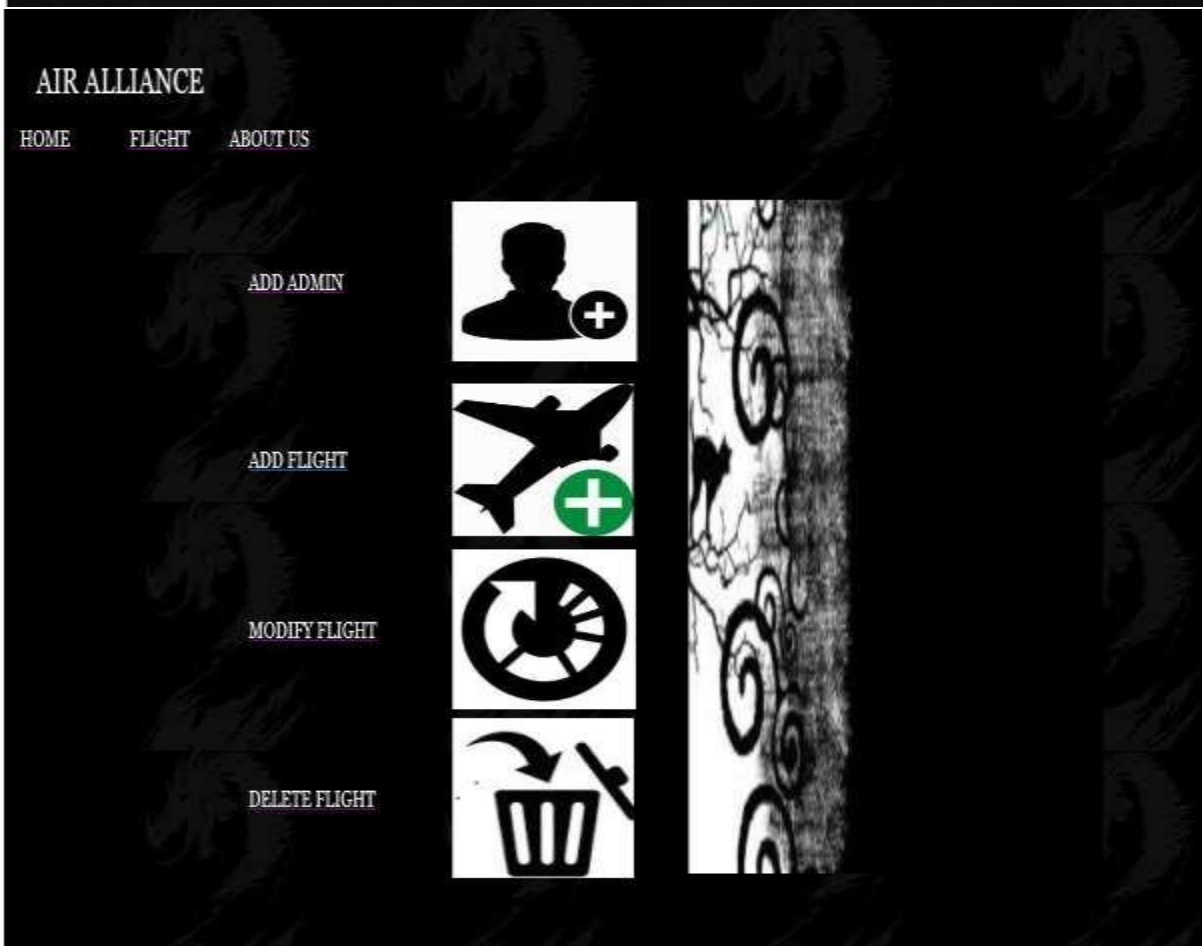 AIR ALLIANCE
HOME FLIGHT ABOUT US
ADD ADMIN
ADD FLIGHT
MODIFY FLIGHT
DELETE FLIGHT